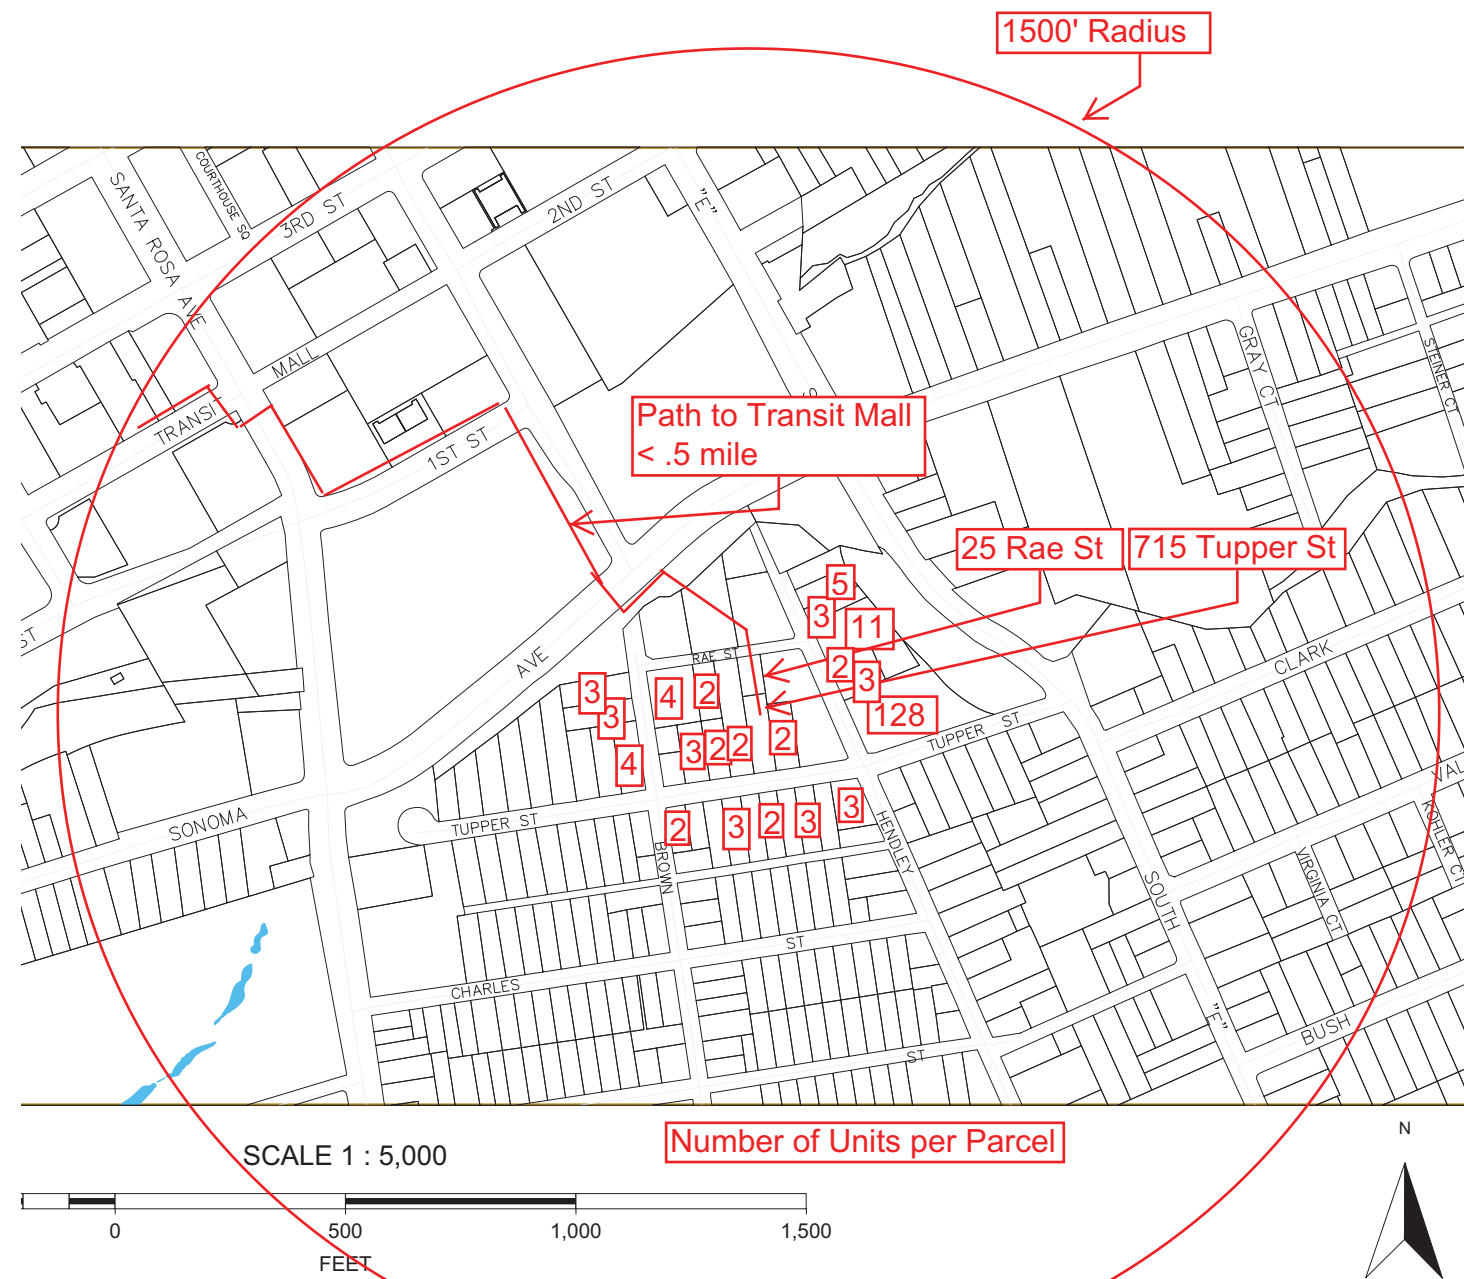 1500' Radius
COURTHOUSE SQ
SANTA ROSA AVE
3RD ST
2ND ST
"E"
MALL
TRANSIT
1ST ST
GRAY CT
STEINER CT
Path to Transit Mall
< .5 mile
25 Rae St
715 Tupper St
5
3
11
2
3
128
RAE ST
AVE
ST
3
3
4
4
2
3
2
2
2
CLARK
TUPPER ST
SONOMA
TUPPER ST
2
3
2
3
3
BROWN
HENDLEY
SOUTH
"E"
VIRGINIA CT
KOHLER CT
VAL
CHARLES
ST
ST
BUSH
Number of Units per Parcel
SCALE 1 : 5,000
0
500
1,000
1,500
FEET
N